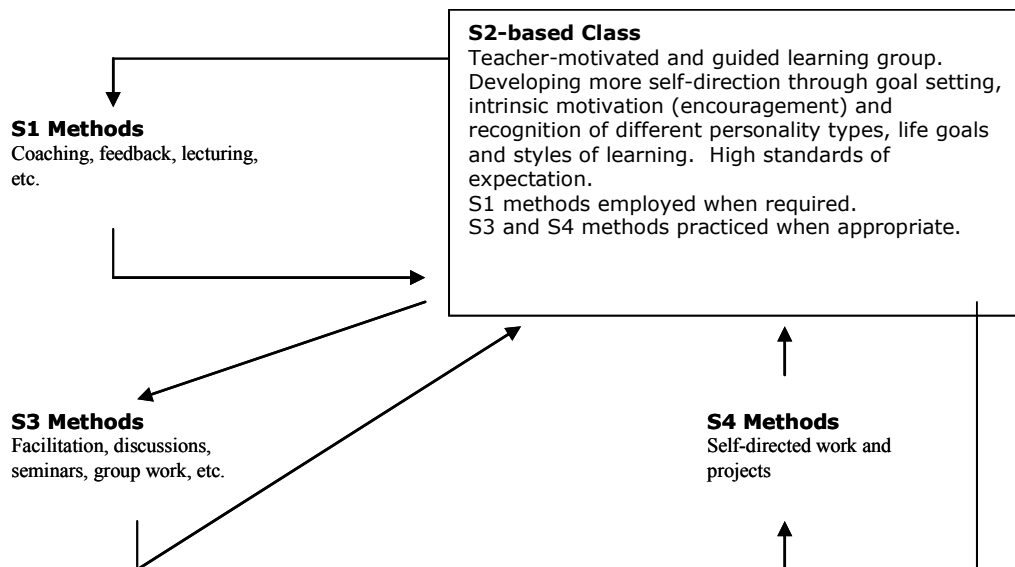 S2-based Class
Teacher-motivated and guided learning group.
Developing more self-direction through goal setting,
intrinsic motivation (encouragement) and
recognition of different personality types, life goals
and styles of learning.  High standards of
expectation.
S1 methods employed when required.
S3 and S4 methods practiced when appropriate.
S1 Methods
Coaching, feedback, lecturing,
etc.
S3 Methods
Facilitation, discussions,
seminars, group work, etc.
S4 Methods
Self-directed work and
projects